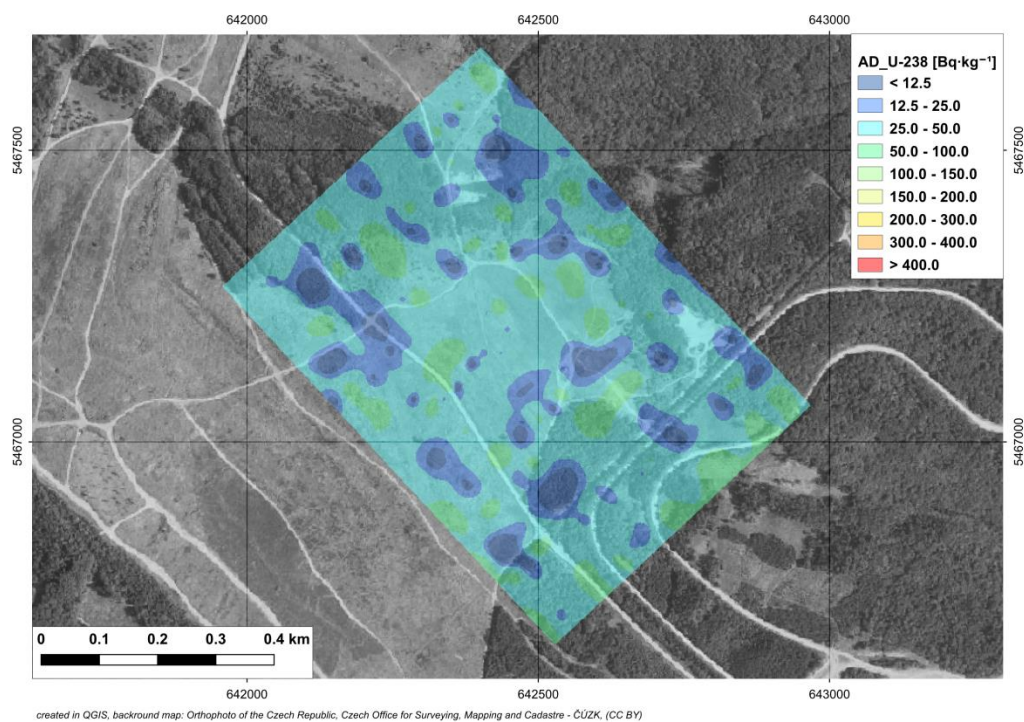 642000 642500 643000
AD_U-238 [Bq·kg⁻¹]
< 12.5
12.5 - 25.0
25.0 - 50.0
50.0 - 100.0
100.0 - 150.0
150.0 - 200.0
200.0 - 300.0
300.0 - 400.0
> 400.0
5467500 5467500
5467000 5467000
0 0.1 0.2 0.3 0.4 km
642000 642500 643000
created in QGIS, backround map: Orthophoto of the Czech Republic, Czech Office for Surveying, Mapping and Cadastre - ČÚZK, (CC BY)